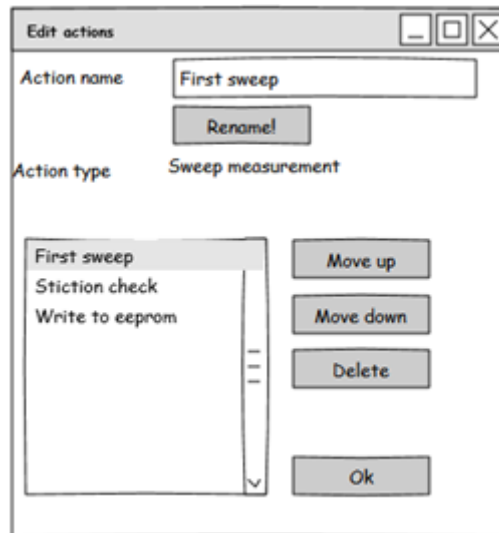 Edit actions
Action name
First sweep
Rename!
Action type
Sweep measurement
First sweep
Stiction check
Write to eeprom
Move up
Move down
Delete
Ok